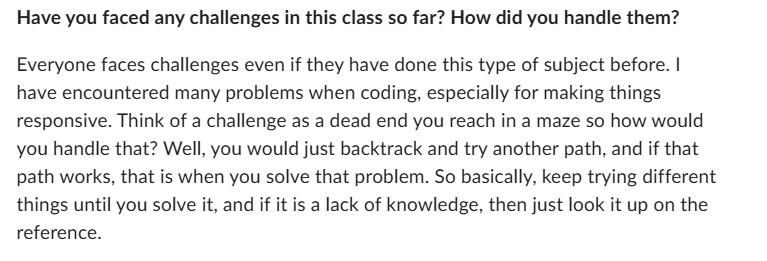 Have you faced any challenges in this class so far? How did you handle them?
Everyone faces challenges even if they have done this type of subject before. I
have encountered many problems when coding, especially for making things
responsive. Think of a challenge as a dead end you reach in a maze so how would
you handle that? Well, you would just backtrack and try another path, and if that
path works, that is when you solve that problem. So basically, keep trying different
things until you solve it, and if it is a lack of knowledge, then just look it up on the
reference.